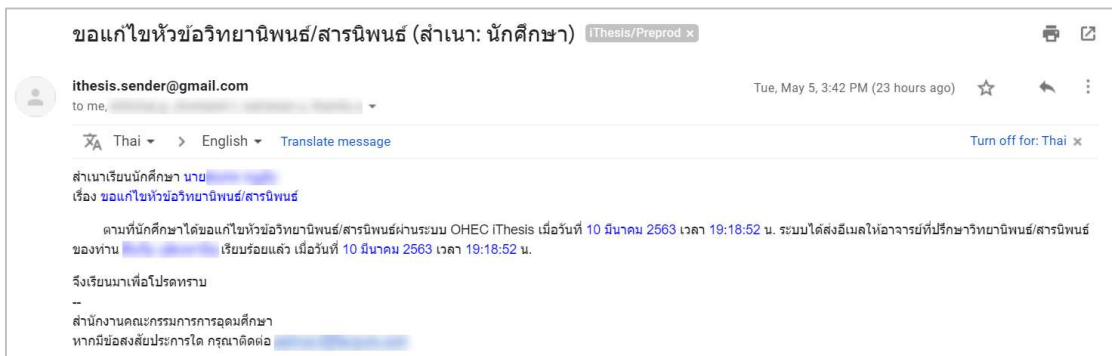 ขอแก้ไขหัวข้อวิทยานิพนธ์/สารนิพนธ์ (สำเนา: นักศึกษา) iThesis/Preprod x
ithesis.sender@gmail.com Tue, May 5, 3:42 PM (23 hours ago)
to me,
Thai > English Translate message Turn off for: Thai x
สำเนาเรียนนักศึกษา นาย
เรื่อง ขอแก้ไขหัวข้อวิทยานิพนธ์/สารนิพนธ์
ตามที่นักศึกษาได้ขอแก้ไขหัวข้อวิทยานิพนธ์/สารนิพนธ์ผ่านระบบ OHEC iThesis เมื่อวันที่ 10 มีนาคม 2563 เวลา 19:18:52 น. ระบบได้ส่งอีเมลให้อาจารย์ที่ปรึกษาวิทยานิพนธ์/สารนิพนธ์
ของท่าน เรียบร้อยแล้ว เมื่อวันที่ 10 มีนาคม 2563 เวลา 19:18:52 น.
จึงเรียนมาเพื่อโปรดทราบ
--
สำนักงานคณะกรรมการการอุดมศึกษา
หากมีข้อสงสัยประการใด กรุณาติดต่อ